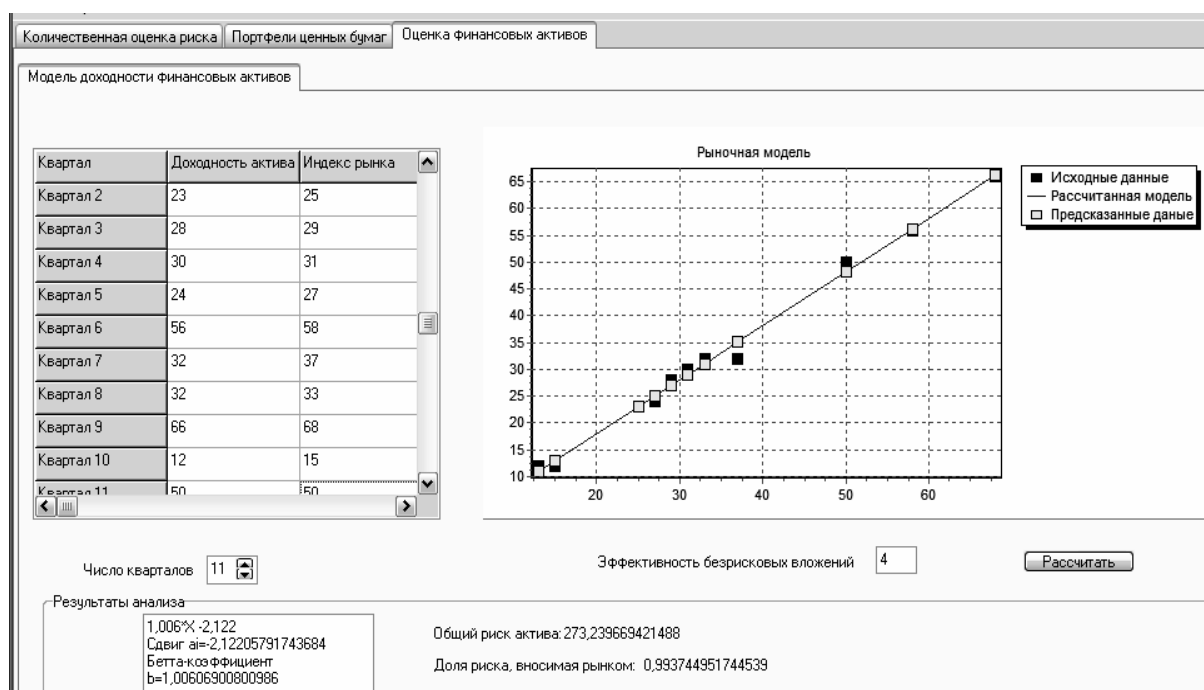 Количественная оценка риска Портфели ценных бумаг Оценка финансовых активов
Модель доходности финансовых активов
Квартал Доходность актива Индекс рынка
Квартал 2 23 25
Квартал 3 28 29
Квартал 4 30 31
Квартал 5 24 27
Квартал 6 56 58
Квартал 7 32 37
Квартал 8 32 33
Квартал 9 66 68
Квартал 10 12 15
Квартал 11 50 50
Рыночная модель
65
60
55
50
45
40
35
30
25
20
15
10
20 30 40 50 60
Исходные данные
Рассчитанная модель
Предсказанные даные
Число кварталов 11
Эффективность безрисковых вложений 4
Рассчитать
Результаты анализа
1,006*X -2,122
Сдвиг ai=-2,12205791743684
Бетта-коэффициент
b=1,00606900800986
Общий риск актива: 273,239669421488
Доля риска, вносимая рынком: 0,993744951744539